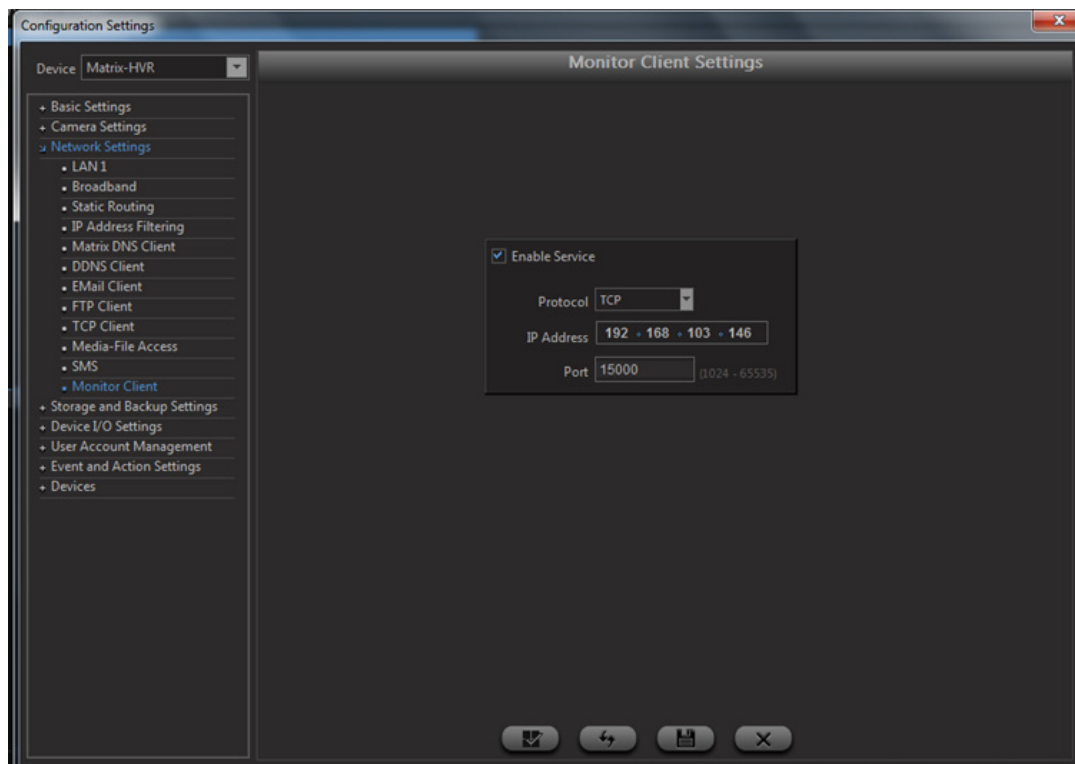 Configuration Settings
Device Matrix-HVR
Monitor Client Settings
+ Basic Settings
+ Camera Settings
Network Settings
LAN 1
Broadband
Static Routing
IP Address Filtering
Matrix DNS Client
DDNS Client
EMail Client
FTP Client
TCP Client
Media-File Access
SMS
Monitor Client
+ Storage and Backup Settings
+ Device I/O Settings
+ User Account Management
+ Event and Action Settings
+ Devices
Enable Service
Protocol TCP
IP Address 192 • 168 • 103 • 146
Port 15000 (1024 - 65535)